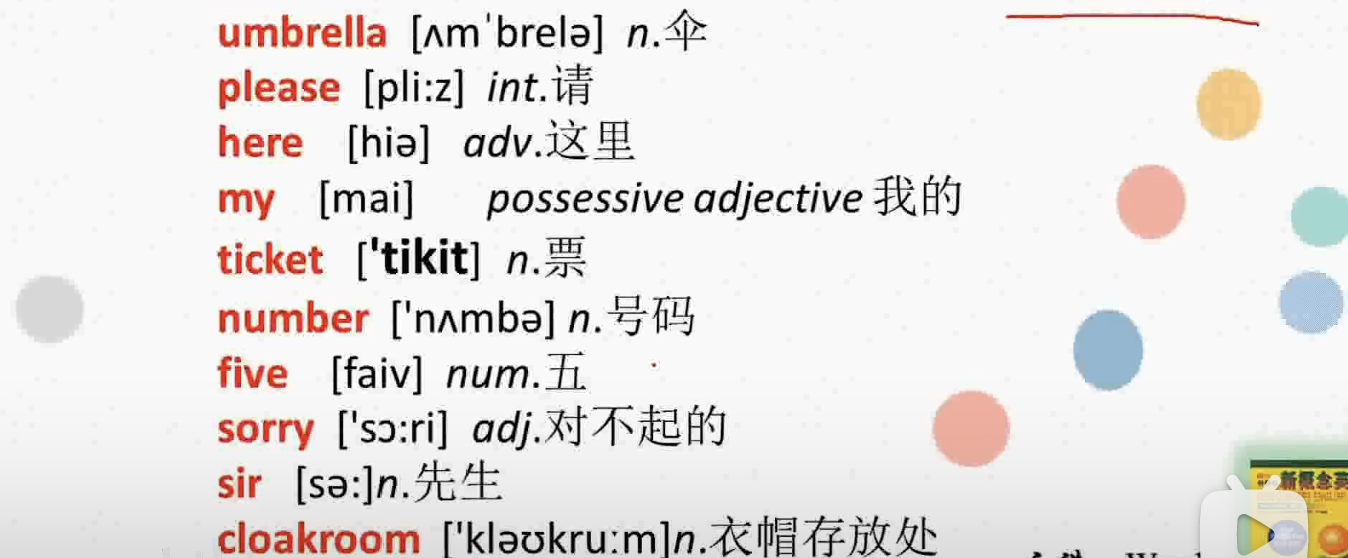 umbrella [ʌmˈbrelə] n.伞
please [pli:z] int.请
here [hiə] adv.这里
my [mai] possessive adjective 我的
ticket ['tikit] n.票
number ['nʌmbə] n.号码
five [faiv] num.五
sorry ['sɔ:ri] adj.对不起的
sir [sə:]n.先生
cloakroom ['kləʊkru:m]n.衣帽存放处
新概念英